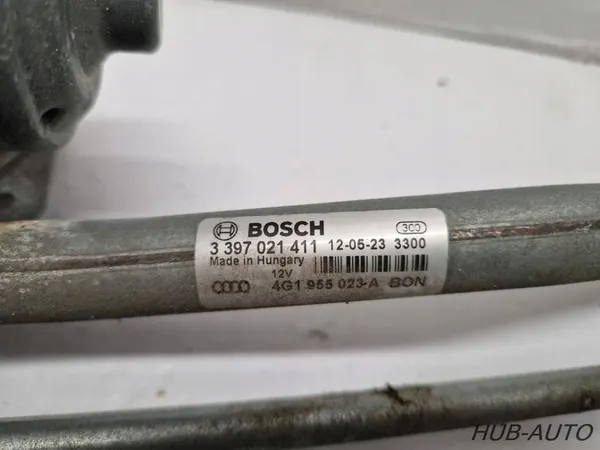 BOSCH 300
3 397 021 411 12-05-23 3300
Made in Hungary
12V
4G1 955 023-A BON
HUB-AUTO